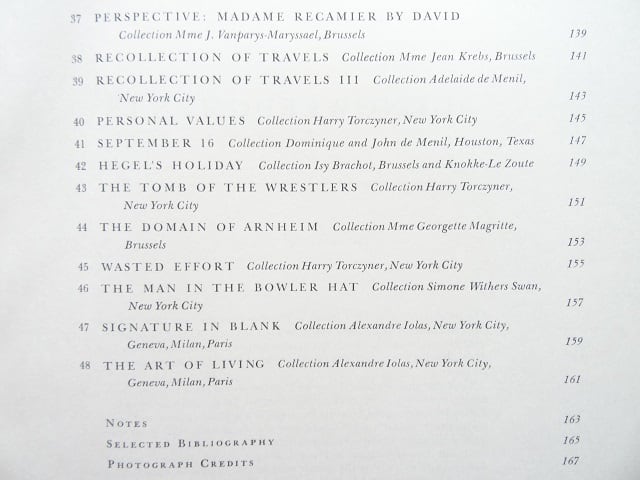 37 PERSPECTIVE: MADAME RECAMIER BY DAVID
Collection Mme J. Vanparys-Maryssael, Brussels 139
38 RECOLLECTION OF TRAVELS Collection Mme Jean Krebs, Brussels 141
39 RECOLLECTION OF TRAVELS III Collection Adelaide de Menil,
New York City 143
40 PERSONAL VALUES Collection Harry Torczyner, New York City 145
41 SEPTEMBER 16 Collection Dominique and John de Menil, Houston, Texas 147
42 HEGEL'S HOLIDAY Collection Isy Brachot, Brussels and Knokke-Le Zoute 149
43 THE TOMB OF THE WRESTLERS Collection Harry Torczyner,
New York City 151
44 THE DOMAIN OF ARNHEIM Collection Mme Georgette Magritte,
Brussels 153
45 WASTED EFFORT Collection Harry Torczyner, New York City 155
46 THE MAN IN THE BOWLER HAT Collection Simone Withers Swan,
New York City 157
47 SIGNATURE IN BLANK Collection Alexandre Iolas, New York City,
Geneva, Milan, Paris 159
48 THE ART OF LIVING Collection Alexandre Iolas, New York City,
Geneva, Milan, Paris 161
NOTES 163
SELECTED BIBLIOGRAPHY 165
PHOTOGRAPH CREDITS 167